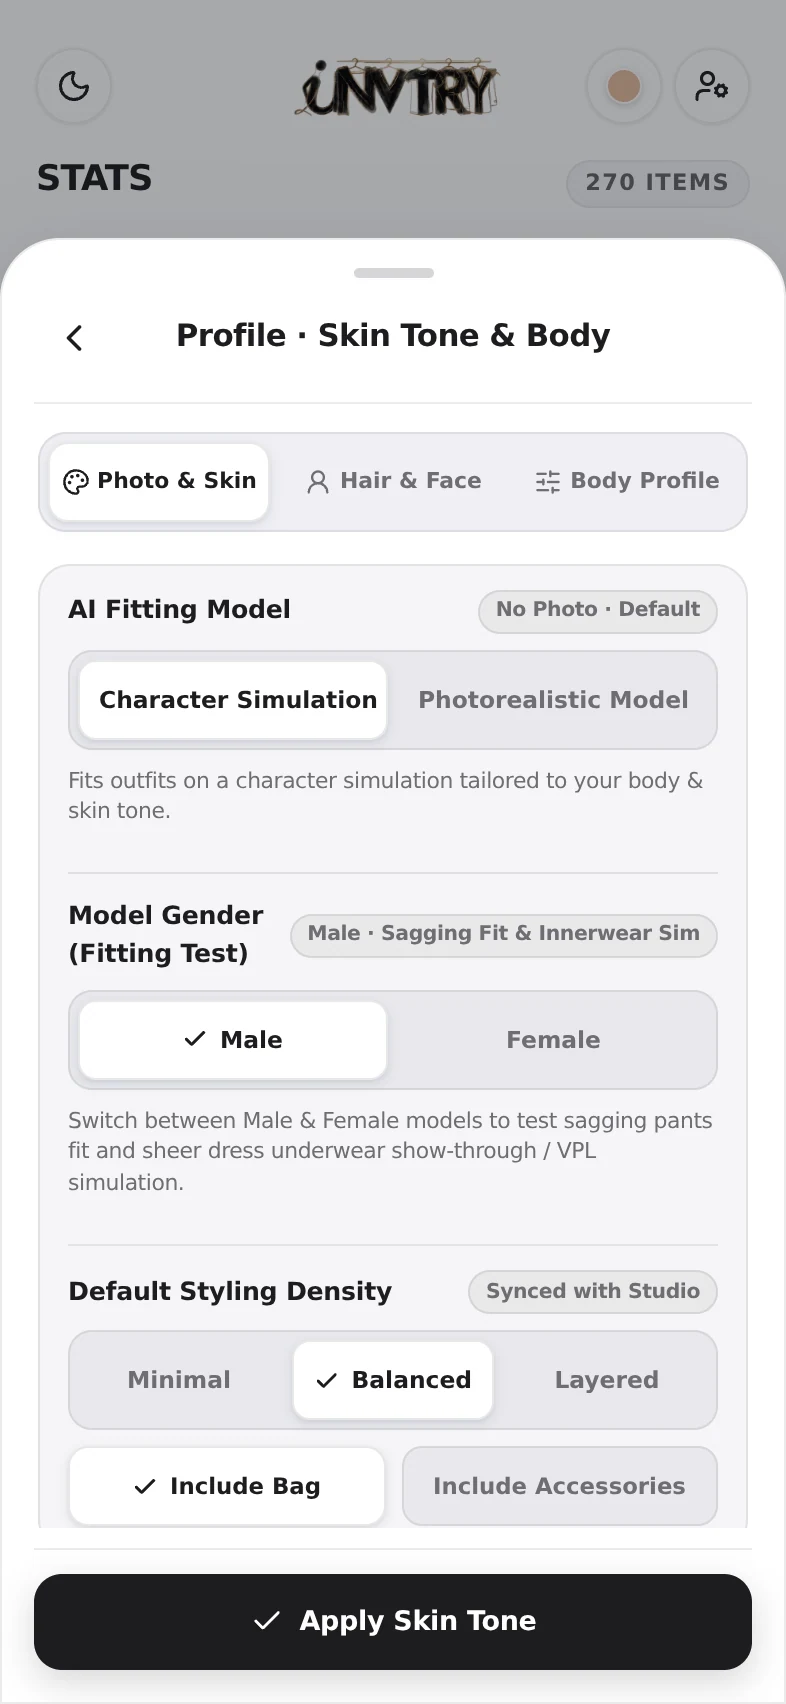 iNVTRY
STATS
270 ITEMS
Profile · Skin Tone & Body
Photo & Skin
Hair & Face
Body Profile
AI Fitting Model
No Photo · Default
Character Simulation
Photorealistic Model
Fits outfits on a character simulation tailored to your body &
skin tone.
Model Gender
(Fitting Test)
Male · Sagging Fit & Innerwear Sim
Male
Female
Switch between Male & Female models to test sagging pants
fit and sheer dress underwear show-through / VPL
simulation.
Default Styling Density
Synced with Studio
Minimal
Balanced
Layered
Include Bag
Include Accessories
Apply Skin Tone